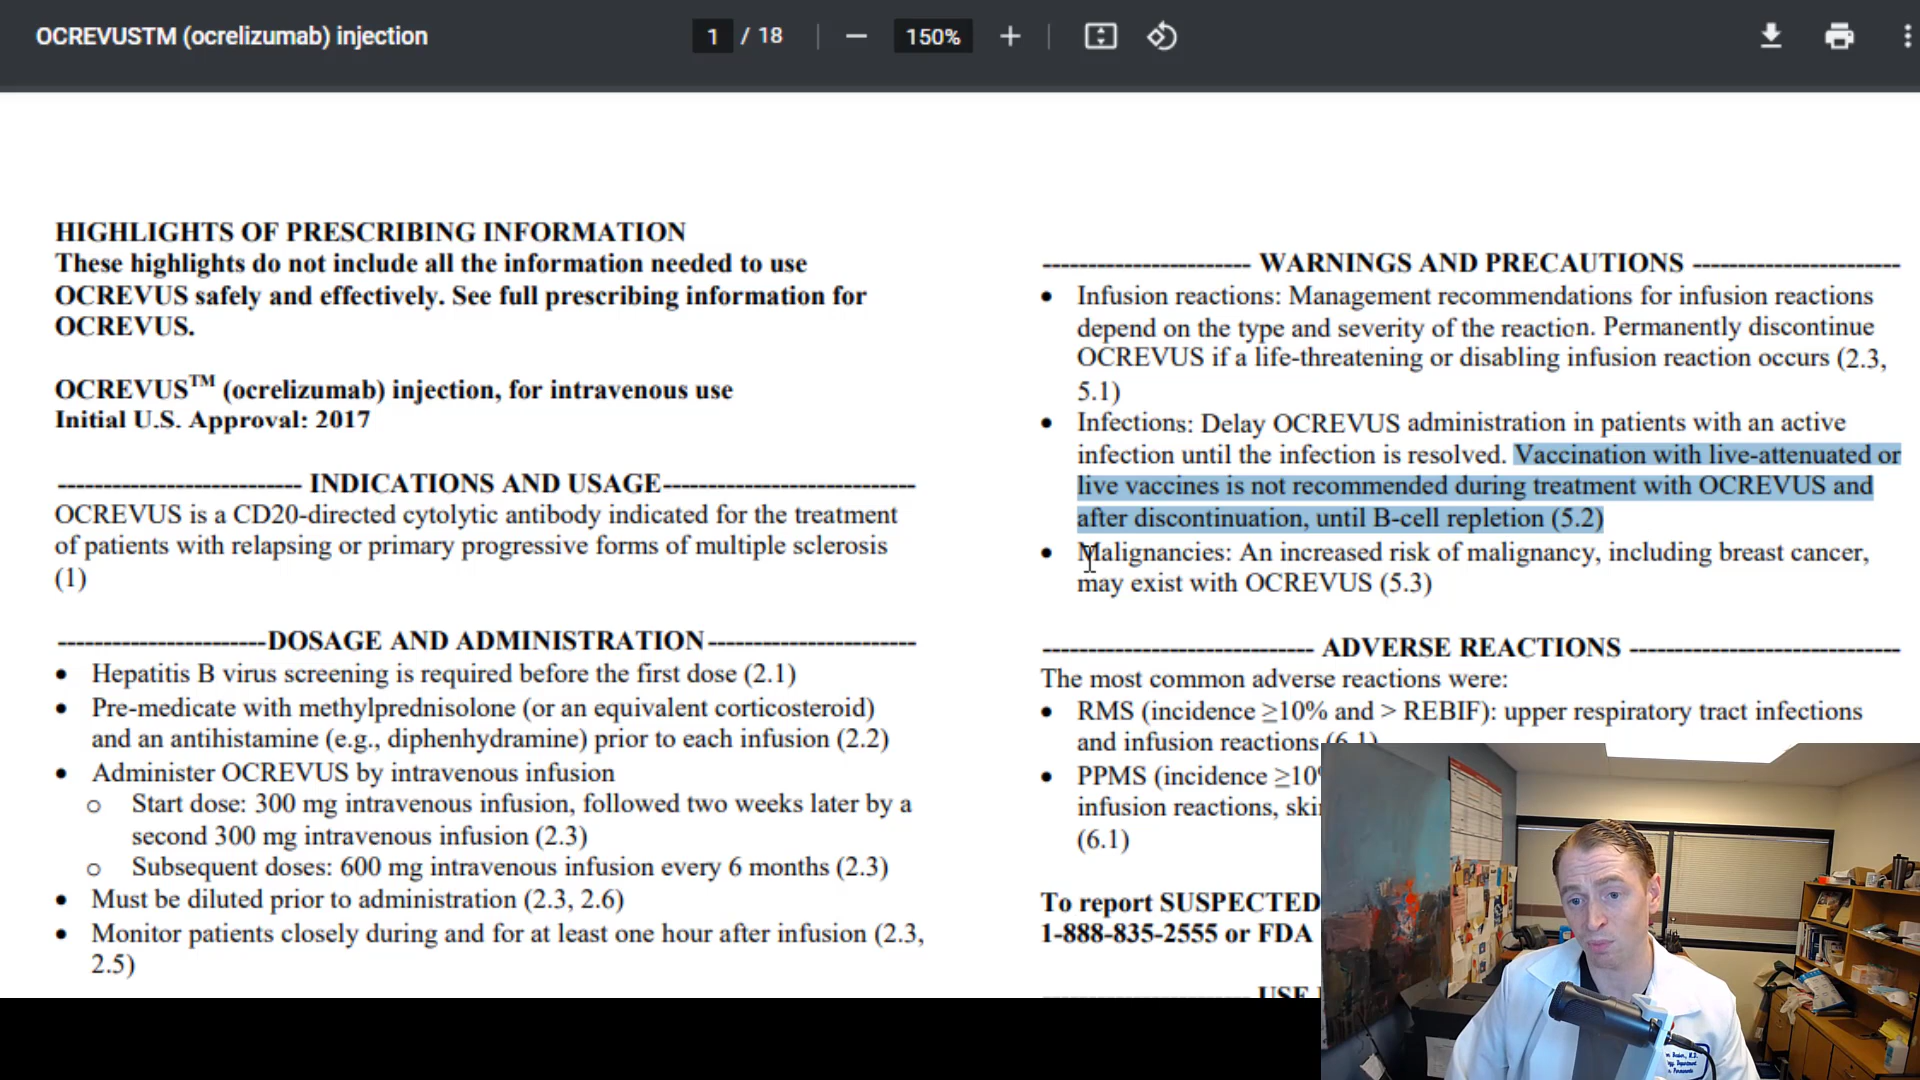 OCREVUSTM (ocrelizumab) injection
1 / 18
150%
HIGHLIGHTS OF PRESCRIBING INFORMATION
These highlights do not include all the information needed to use
OCREVUS safely and effectively. See full prescribing information for
OCREVUS.
OCREVUS™ (ocrelizumab) injection, for intravenous use
Initial U.S. Approval: 2017
-------------------------- INDICATIONS AND USAGE---------------------------
OCREVUS is a CD20-directed cytolytic antibody indicated for the treatment
of patients with relapsing or primary progressive forms of multiple sclerosis
(1)
----------------------DOSAGE AND ADMINISTRATION----------------------
• Hepatitis B virus screening is required before the first dose (2.1)
• Pre-medicate with methylprednisolone (or an equivalent corticosteroid)
and an antihistamine (e.g., diphenhydramine) prior to each infusion (2.2)
• Administer OCREVUS by intravenous infusion
o Start dose: 300 mg intravenous infusion, followed two weeks later by a
second 300 mg intravenous infusion (2.3)
o Subsequent doses: 600 mg intravenous infusion every 6 months (2.3)
• Must be diluted prior to administration (2.3, 2.6)
• Monitor patients closely during and for at least one hour after infusion (2.3,
2.5)
----------------------- WARNINGS AND PRECAUTIONS -----------------------
• Infusion reactions: Management recommendations for infusion reactions
depend on the type and severity of the reaction. Permanently discontinue
OCREVUS if a life-threatening or disabling infusion reaction occurs (2.3,
5.1)
• Infections: Delay OCREVUS administration in patients with an active
infection until the infection is resolved. Vaccination with live-attenuated or
live vaccines is not recommended during treatment with OCREVUS and
after discontinuation, until B-cell repletion (5.2)
• Malignancies: An increased risk of malignancy, including breast cancer,
may exist with OCREVUS (5.3)
------------------------------ ADVERSE REACTIONS ------------------------------
The most common adverse reactions were:
• RMS (incidence ≥10% and > REBIF): upper respiratory tract infections
and infusion reactions (6.1)
• PPMS (incidence ≥10%
infusion reactions, ski
(6.1)
To report SUSPECTED
1-888-835-2555 or FDA
----------------------- USE